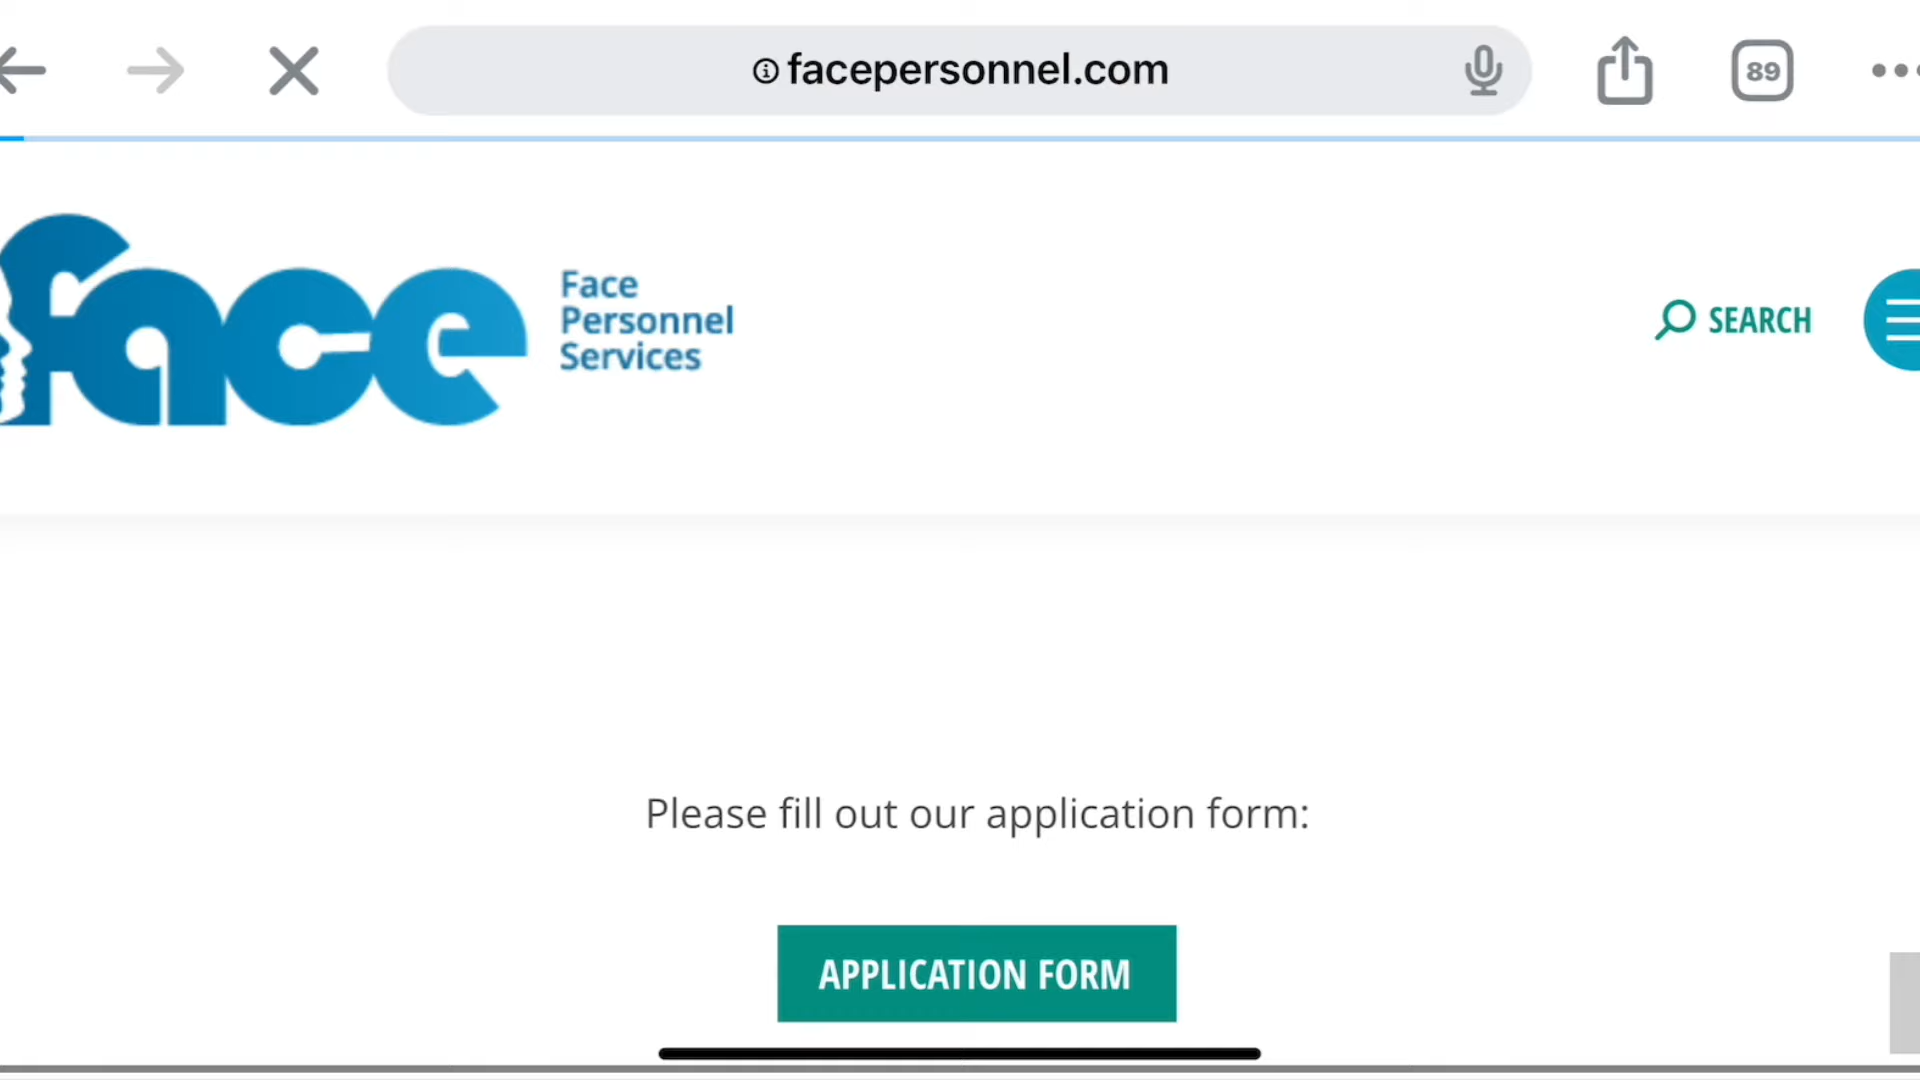 facepersonnel.com
89
face
Face
Personnel
Services
SEARCH
Please fill out our application form:
APPLICATION FORM